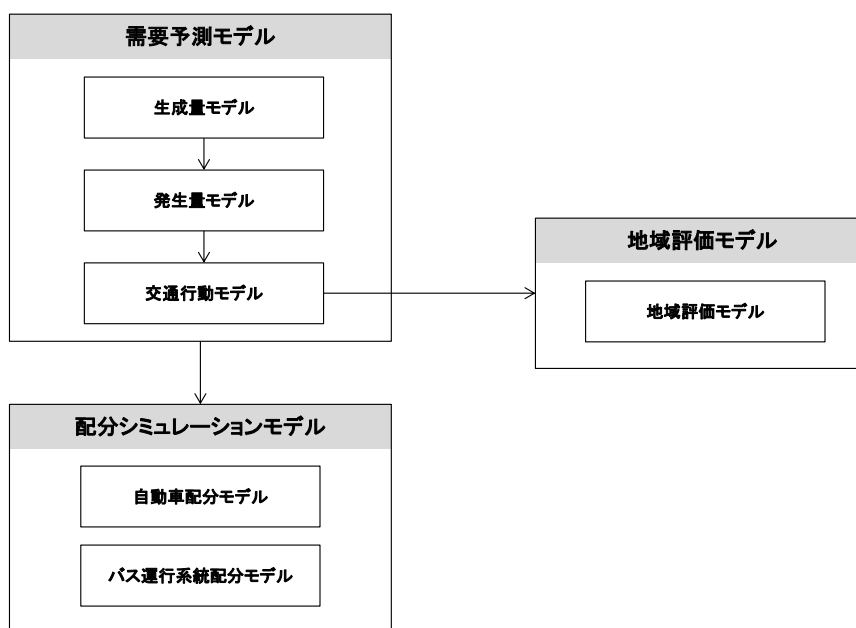 需要予測モデル
生成量モデル
発生量モデル
交通行動モデル
地域評価モデル
地域評価モデル
配分シミュレーションモデル
自動車配分モデル
バス運行系統配分モデル